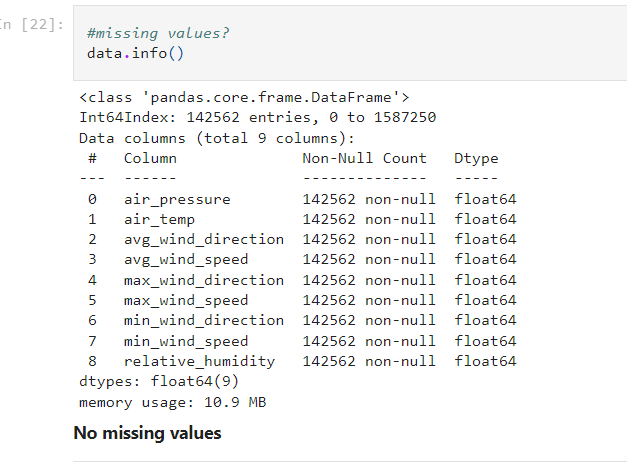 n [22]:
#missing values?
data.info()
<class 'pandas.core.frame.DataFrame'>
Int64Index: 142562 entries, 0 to 1587250
Data columns (total 9 columns):
 #   Column              Non-Null Count   Dtype
---  ------              --------------   -----
 0   air_pressure        142562 non-null  float64
 1   air_temp            142562 non-null  float64
 2   avg_wind_direction  142562 non-null  float64
 3   avg_wind_speed      142562 non-null  float64
 4   max_wind_direction  142562 non-null  float64
 5   max_wind_speed      142562 non-null  float64
 6   min_wind_direction  142562 non-null  float64
 7   min_wind_speed      142562 non-null  float64
 8   relative_humidity   142562 non-null  float64
dtypes: float64(9)
memory usage: 10.9 MB
No missing values